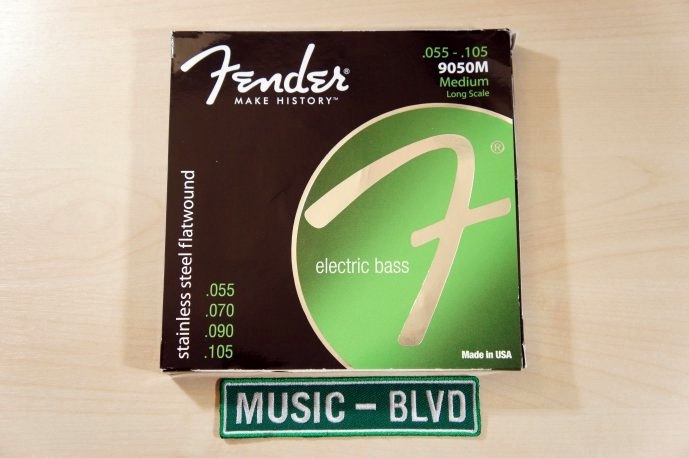 Fender®
MAKE HISTORY™
.055 - .105
9050M
Medium
Long Scale
®
stainless steel flatwound
electric bass
.055
.070
.090
.105
Made in USA
MUSIC - BLVD